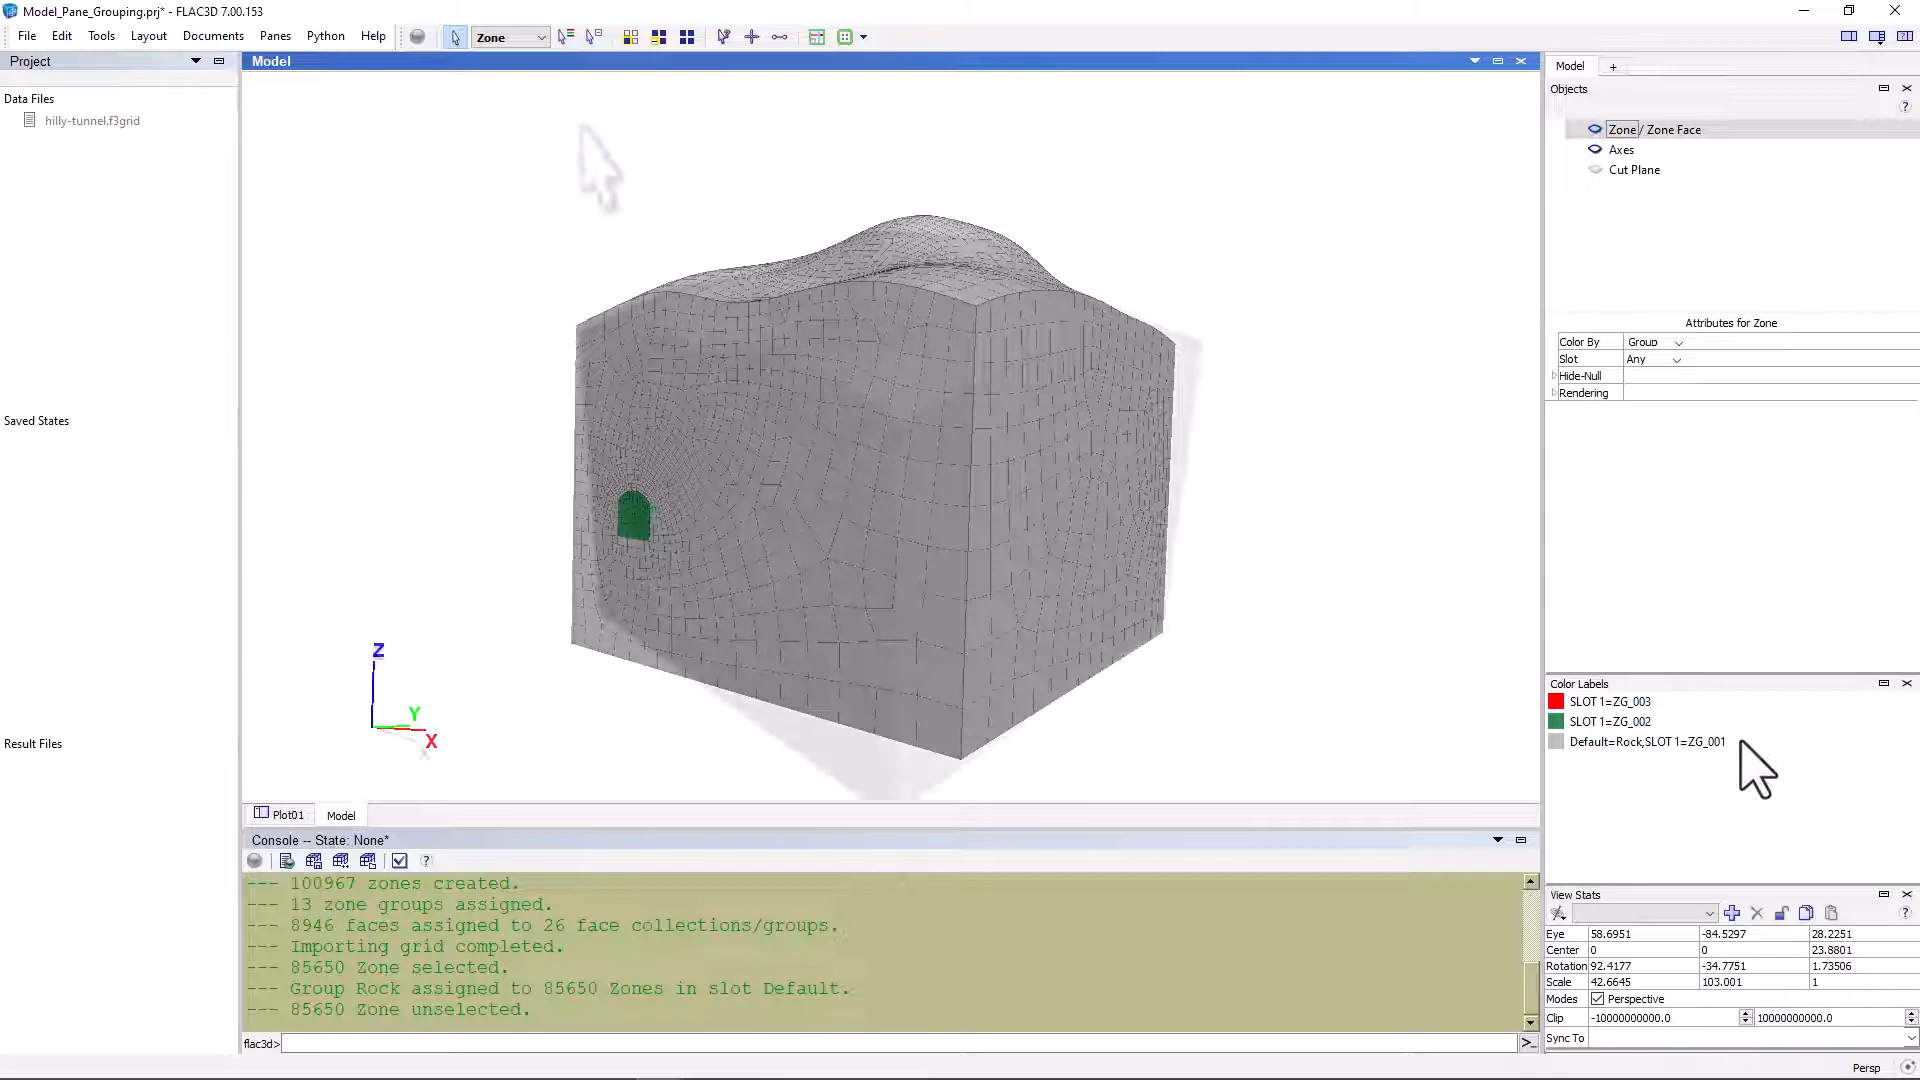 Model_Pane_Grouping.prj* - FLAC3D 7.00.153
File Edit Tools Layout Documents Panes Python Help
Zone
Project
Data Files
hilly-tunnel.f3grid
Saved States
Result Files
Model
Z
Y
X
Plot01 Model
Console -- State: None*
--- 100967 zones created.
--- 13 zone groups assigned.
--- 8946 faces assigned to 26 face collections/groups.
--- Importing grid completed.
--- 85650 Zone selected.
--- Group Rock assigned to 85650 Zones in slot Default.
--- 85650 Zone unselected.
flac3d>
Model +
Objects
Zone / Zone Face
Axes
Cut Plane
Attributes for Zone
Color By Group
Slot Any
Hide-Null
Rendering
Color Labels
SLOT 1=ZG_003
SLOT 1=ZG_002
Default=Rock,SLOT 1=ZG_001
View Stats
Eye 58.6951 -84.5297 28.2251
Center 0 0 23.8801
Rotation 92.4177 -34.7751 1.73506
Scale 42.6645 103.001 1
Modes Perspective
Clip -10000000000.0 10000000000.0
Sync To
Persp